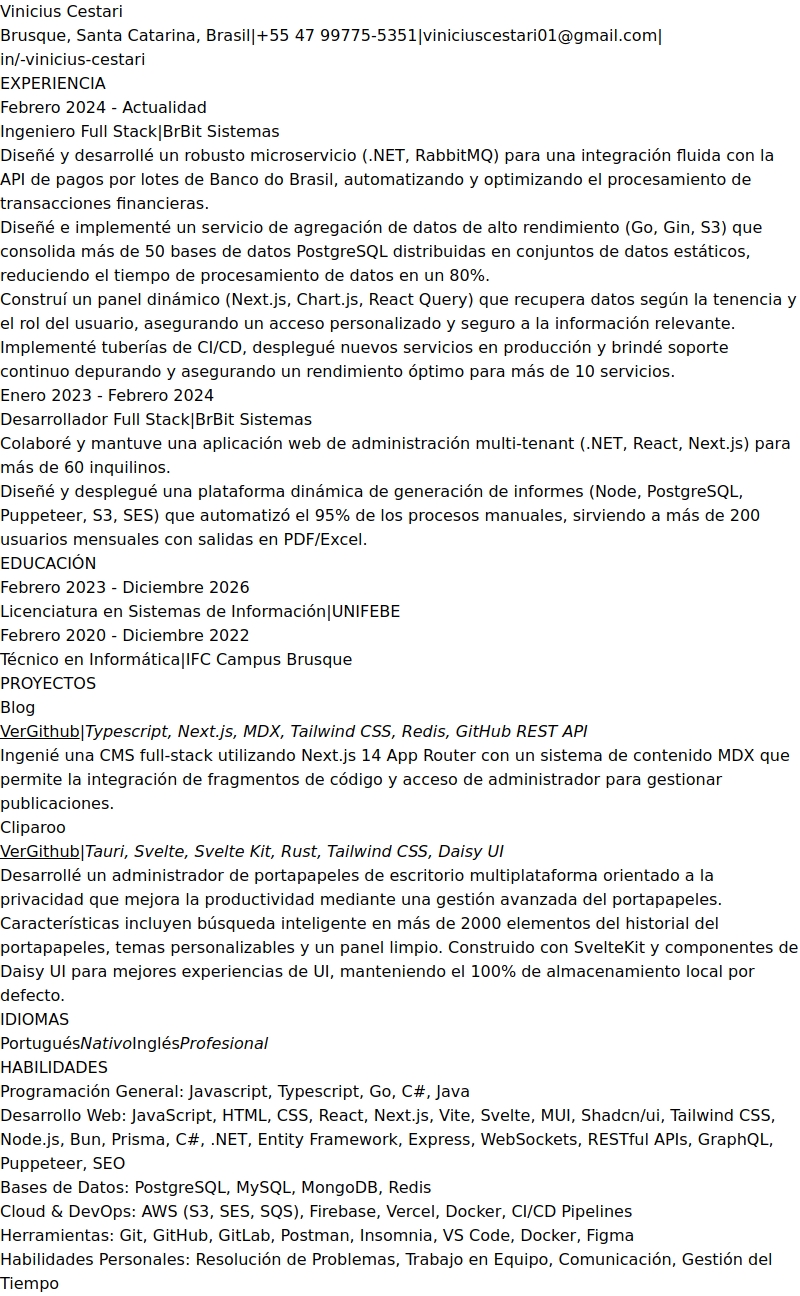 Vinicius Cestari
Brusque, Santa Catarina, Brasil|+55 47 99775-5351|viniciuscestari01@gmail.com|
in/-vinicius-cestari
EXPERIENCIA
Febrero 2024 - Actualidad
Ingeniero Full Stack|BrBit Sistemas
Diseñé y desarrollé un robusto microservicio (.NET, RabbitMQ) para una integración fluida con la
API de pagos por lotes de Banco do Brasil, automatizando y optimizando el procesamiento de
transacciones financieras.
Diseñé e implementé un servicio de agregación de datos de alto rendimiento (Go, Gin, S3) que
consolida más de 50 bases de datos PostgreSQL distribuidas en conjuntos de datos estáticos,
reduciendo el tiempo de procesamiento de datos en un 80%.
Construí un panel dinámico (Next.js, Chart.js, React Query) que recupera datos según la tenencia y
el rol del usuario, asegurando un acceso personalizado y seguro a la información relevante.
Implementé tuberías de CI/CD, desplegué nuevos servicios en producción y brindé soporte
continuo depurando y asegurando un rendimiento óptimo para más de 10 servicios.
Enero 2023 - Febrero 2024
Desarrollador Full Stack|BrBit Sistemas
Colaboré y mantuve una aplicación web de administración multi-tenant (.NET, React, Next.js) para
más de 60 inquilinos.
Diseñé y desplegué una plataforma dinámica de generación de informes (Node, PostgreSQL,
Puppeteer, S3, SES) que automatizó el 95% de los procesos manuales, sirviendo a más de 200
usuarios mensuales con salidas en PDF/Excel.
EDUCACIÓN
Febrero 2023 - Diciembre 2026
Licenciatura en Sistemas de Información|UNIFEBE
Febrero 2020 - Diciembre 2022
Técnico en Informática|IFC Campus Brusque
PROYECTOS
Blog
VerGithub|Typescript, Next.js, MDX, Tailwind CSS, Redis, GitHub REST API
Ingenié una CMS full-stack utilizando Next.js 14 App Router con un sistema de contenido MDX que
permite la integración de fragmentos de código y acceso de administrador para gestionar
publicaciones.
Cliparoo
VerGithub|Tauri, Svelte, Svelte Kit, Rust, Tailwind CSS, Daisy UI
Desarrollé un administrador de portapapeles de escritorio multiplataforma orientado a la
privacidad que mejora la productividad mediante una gestión avanzada del portapapeles.
Características incluyen búsqueda inteligente en más de 2000 elementos del historial del
portapapeles, temas personalizables y un panel limpio. Construido con SvelteKit y componentes de
Daisy UI para mejores experiencias de UI, manteniendo el 100% de almacenamiento local por
defecto.
IDIOMAS
PortuguésNativoInglésProfesional
HABILIDADES
Programación General: Javascript, Typescript, Go, C#, Java
Desarrollo Web: JavaScript, HTML, CSS, React, Next.js, Vite, Svelte, MUI, Shadcn/ui, Tailwind CSS,
Node.js, Bun, Prisma, C#, .NET, Entity Framework, Express, WebSockets, RESTful APIs, GraphQL,
Puppeteer, SEO
Bases de Datos: PostgreSQL, MySQL, MongoDB, Redis
Cloud & DevOps: AWS (S3, SES, SQS), Firebase, Vercel, Docker, CI/CD Pipelines
Herramientas: Git, GitHub, GitLab, Postman, Insomnia, VS Code, Docker, Figma
Habilidades Personales: Resolución de Problemas, Trabajo en Equipo, Comunicación, Gestión del
Tiempo